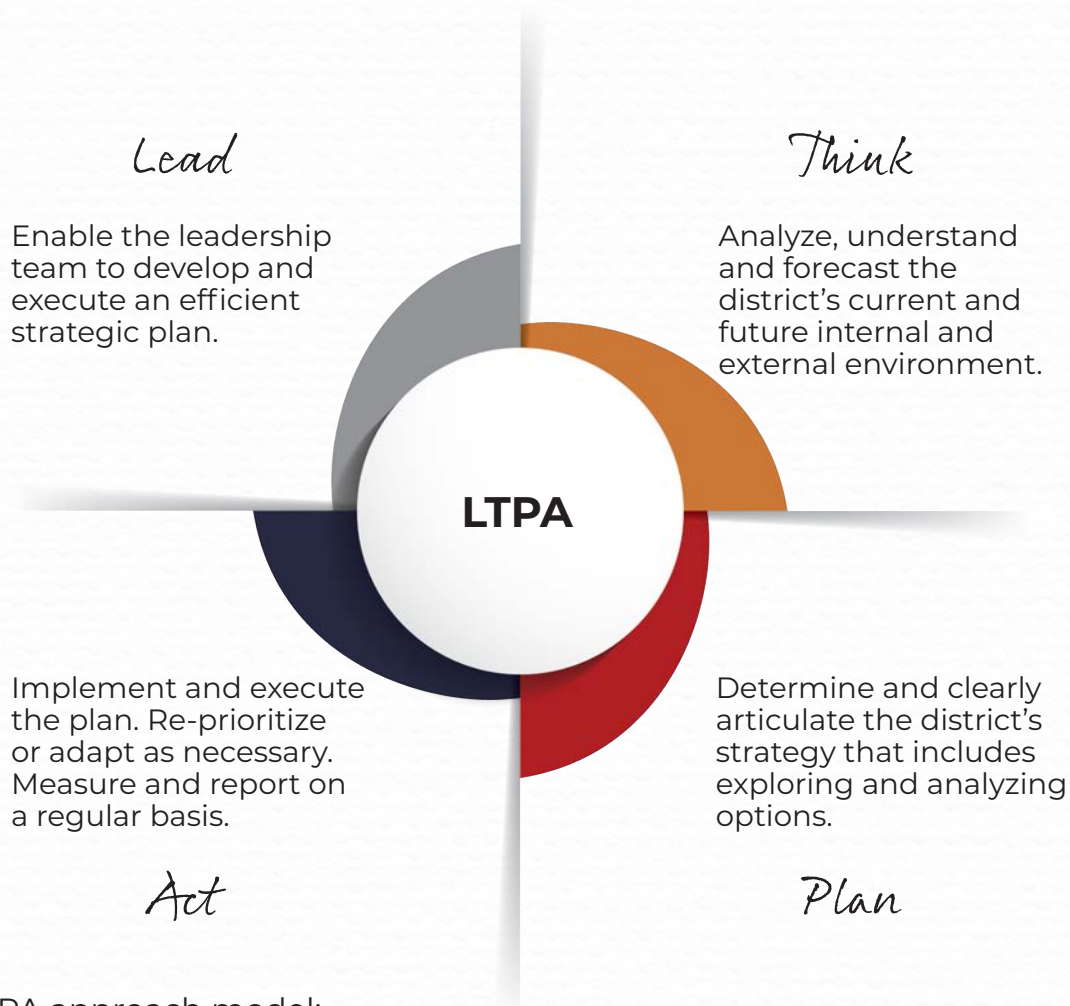 Lead
Enable the leadership
team to develop and
execute an efficient
strategic plan.
Think
Analyze, understand
and forecast the
district’s current and
future internal and
external environment.
LTPA
Implement and execute
the plan. Re-prioritize
or adapt as necessary.
Measure and report on
a regular basis.
Act
Determine and clearly
articulate the district’s
strategy that includes
exploring and analyzing
options.
Plan
PA approach model: